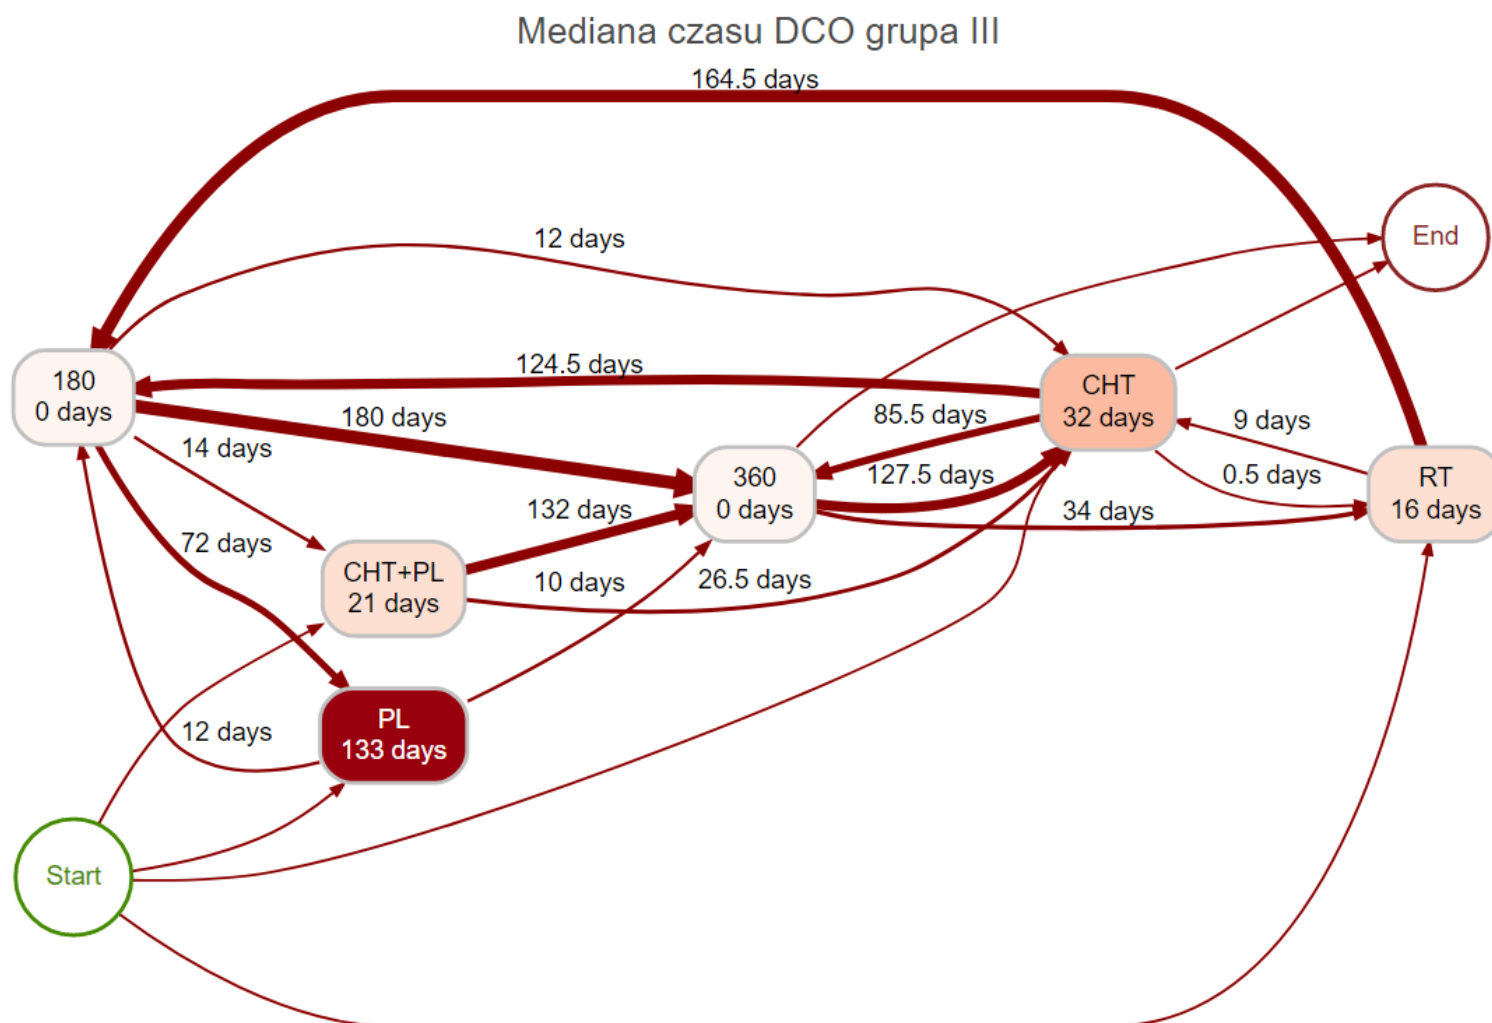 Mediana czasu DCO grupa III
164.5 days
End
12 days
124.5 days
180
0 days
180 days
14 days
CHT
32 days
85.5 days
127.5 days
9 days
0.5 days
RT
16 days
360
0 days
34 days
132 days
72 days
CHT+PL
21 days
10 days
26.5 days
PL
133 days
12 days
Start